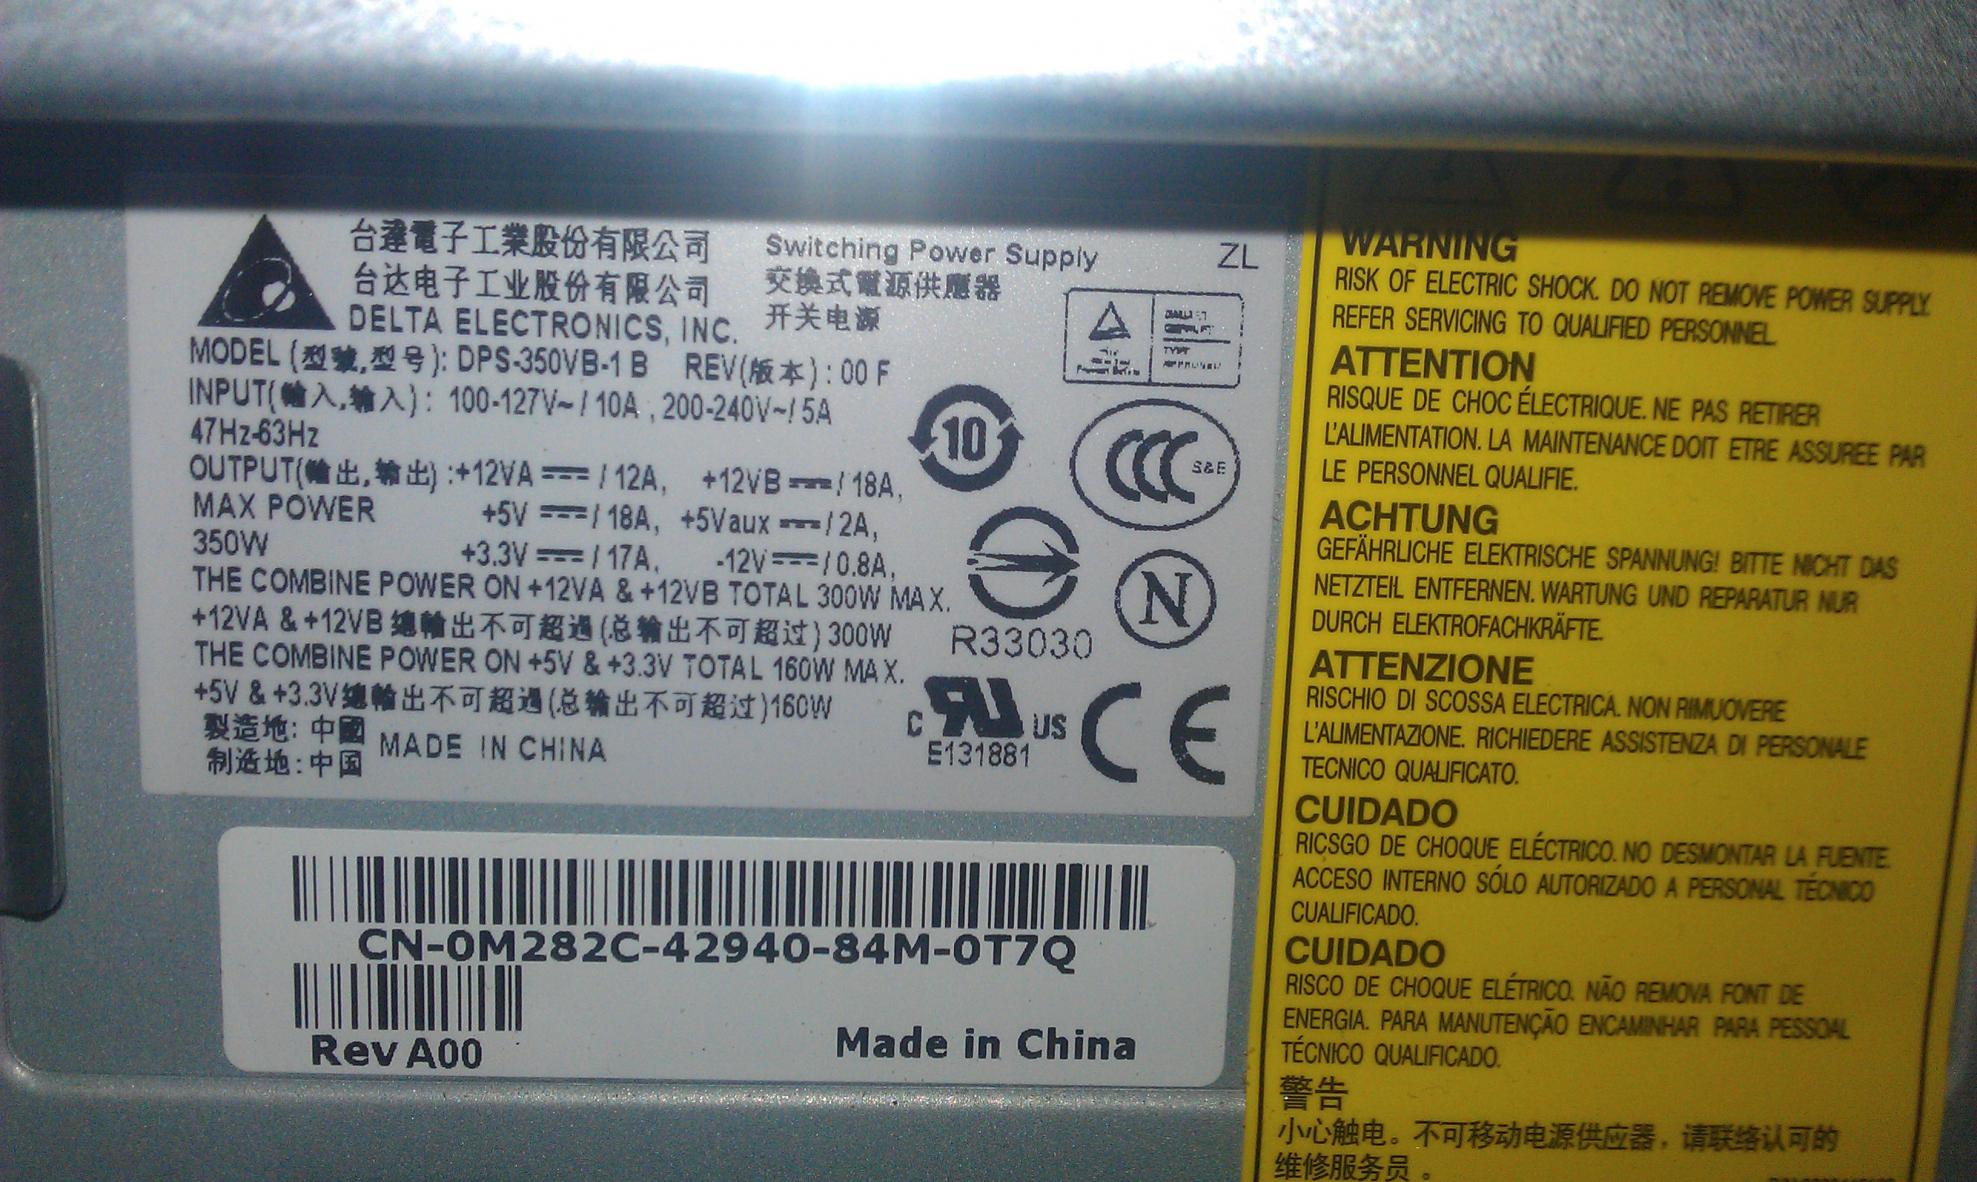 台達電子工業股份有限公司
台达电子工业股份有限公司
DELTA ELECTRONICS, INC.
Switching Power Supply
交換式電源供應器
开关电源
ZL
MODEL (型號,型号): DPS-350VB-1 B REV(版本) : 00 F
INPUT(輸入,输入) : 100-127V~/ 10A , 200-240V~/ 5A
47Hz-63Hz
OUTPUT(輸出,输出) :+12VA / 12A, +12VB / 18A,
MAX POWER +5V / 18A, +5Vaux / 2A,
350W +3.3V / 17A, -12V / 0.8A,
THE COMBINE POWER ON +12VA & +12VB TOTAL 300W MAX.
+12VA & +12VB 總輸出不可超過(总输出不可超过) 300W
THE COMBINE POWER ON +5V & +3.3V TOTAL 160W MAX.
+5V & +3.3V總輸出不可超過(总输出不可超过)160W
製造地: 中國
制造地:中国
MADE IN CHINA
TYPE
10
CCC S&E
N
R33030
C RU US
E131881
CE
CN-0M282C-42940-84M-0T7Q
Rev A00
Made in China
WARNING
RISK OF ELECTRIC SHOCK. DO NOT REMOVE POWER SUPPLY.
REFER SERVICING TO QUALIFIED PERSONNEL.
ATTENTION
RISQUE DE CHOC ÉLECTRIQUE. NE PAS RETIRER
L'ALIMENTATION. LA MAINTENANCE DOIT ETRE ASSUREE PAR
LE PERSONNEL QUALIFIE.
ACHTUNG
GEFÄHRLICHE ELEKTRISCHE SPANNUNG! BITTE NICHT DAS
NETZTEIL ENTFERNEN. WARTUNG UND REPARATUR NUR
DURCH ELEKTROFACHKRÄFTE.
ATTENZIONE
RISCHIO DI SCOSSA ELECTRICA. NON RIMUOVERE
L'ALIMENTAZIONE. RICHIEDERE ASSISTENZA DI PERSONALE
TECNICO QUALIFICATO.
CUIDADO
RICSGO DE CHOQUE ELÉCTRICO. NO DESMONTAR LA FUENTE.
ACCESO INTERNO SÓLO AUTORIZADO A PERSONAL TÉCNICO
CUALIFICADO.
CUIDADO
RISCO DE CHOQUE ELÉTRICO. NÃO REMOVA FONT DE
ENERGIA. PARA MANUTENÇÃO ENCAMINHAR PARA PESSOAL
TÉCNICO QUALIFICADO.
警告
小心触电。不可移动电源供应器，请联络认可的
维修服务员。